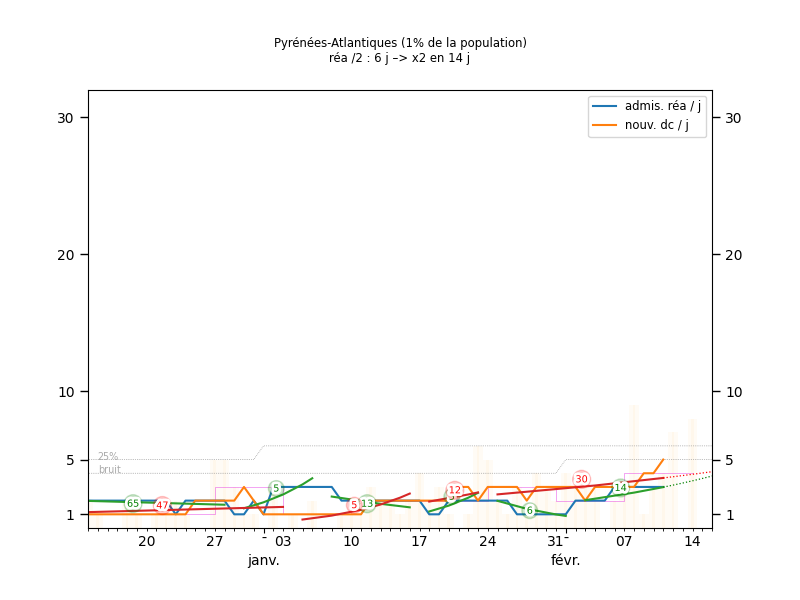 Pyrénées-Atlantiques (1% de la population)
réa /2 : 6 j –> x2 en 14 j
admis. réa / j
nouv. dc / j
30 30
20 20
10 10
25%
bruit
5 5
65 47 5 5 13 12 6 30 14
1 1
20 27 - 03 10 17 24 31 - 07 14
janv. févr.